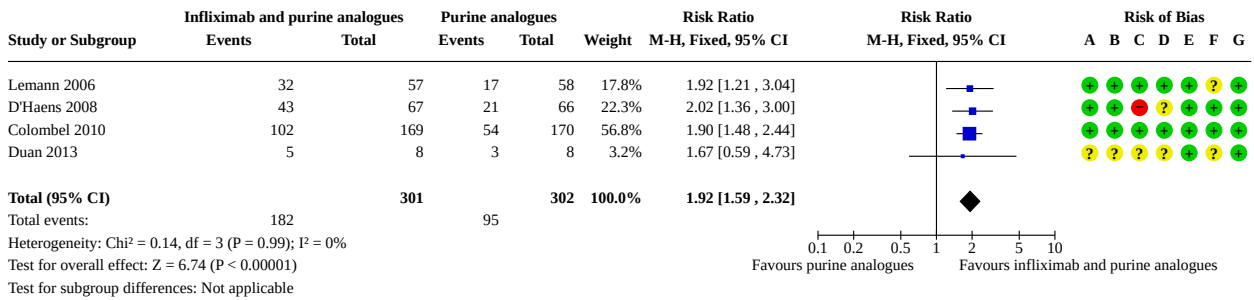 Infliximab and purine analogues Purine analogues Risk Ratio Risk Ratio Risk of Bias
Study or Subgroup Events Total Events Total Weight M-H, Fixed, 95% CI M-H, Fixed, 95% CI A B C D E F G
Lemann 2006 32 57 17 58 17.8% 1.92 [1.21 , 3.04] + + + + + ? +
D'Haens 2008 43 67 21 66 22.3% 2.02 [1.36 , 3.00] + + − ? + + +
Colombel 2010 102 169 54 170 56.8% 1.90 [1.48 , 2.44] + + + + + + +
Duan 2013 5 8 3 8 3.2% 1.67 [0.59 , 4.73] ? ? ? ? + ? +
Total (95% CI) 301 302 100.0% 1.92 [1.59 , 2.32]
Total events: 182 95
Heterogeneity: Chi² = 0.14, df = 3 (P = 0.99); I² = 0%
0.1 0.2 0.5 1 2 5 10
Test for overall effect: Z = 6.74 (P < 0.00001) Favours purine analogues Favours infliximab and purine analogues
Test for subgroup differences: Not applicable